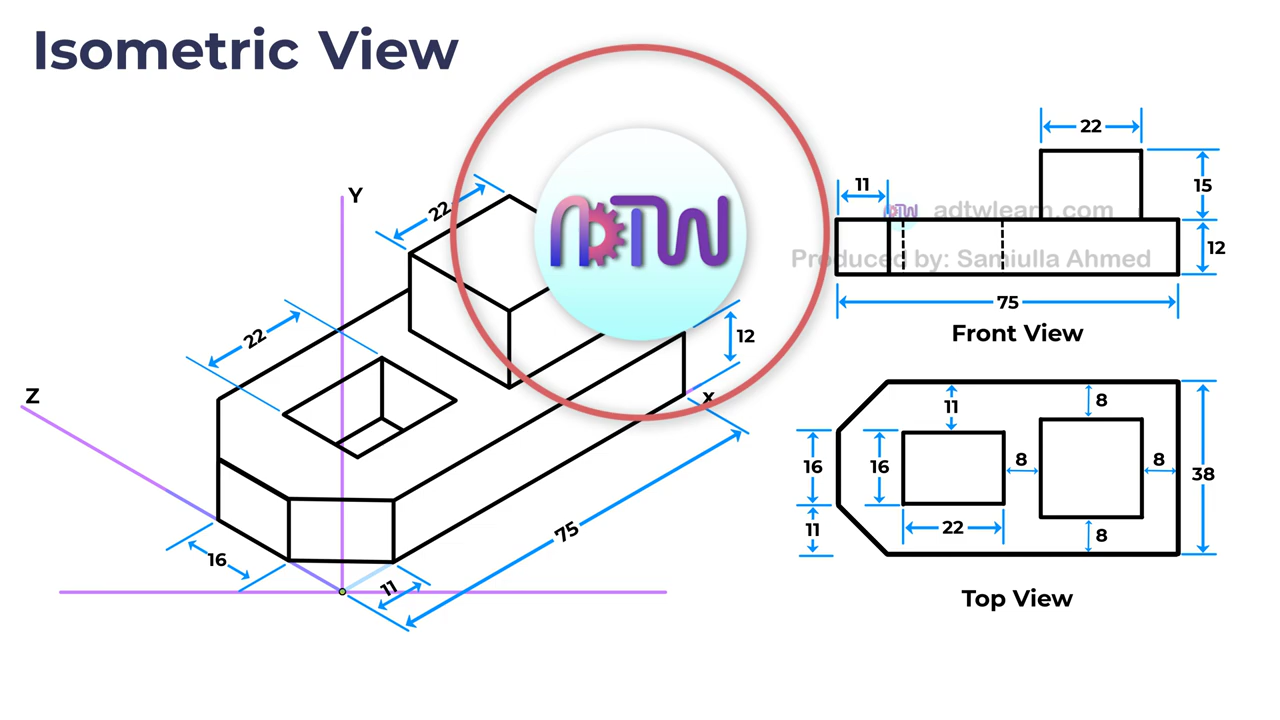 Isometric View
Y
22
22
Z
12
x
75
16
11
ADTW
22
11
15
adtwlearn.com
12
Produced by: Samiulla Ahmed
75
Front View
11
8
16
16
8
8
38
11
22
8
Top View